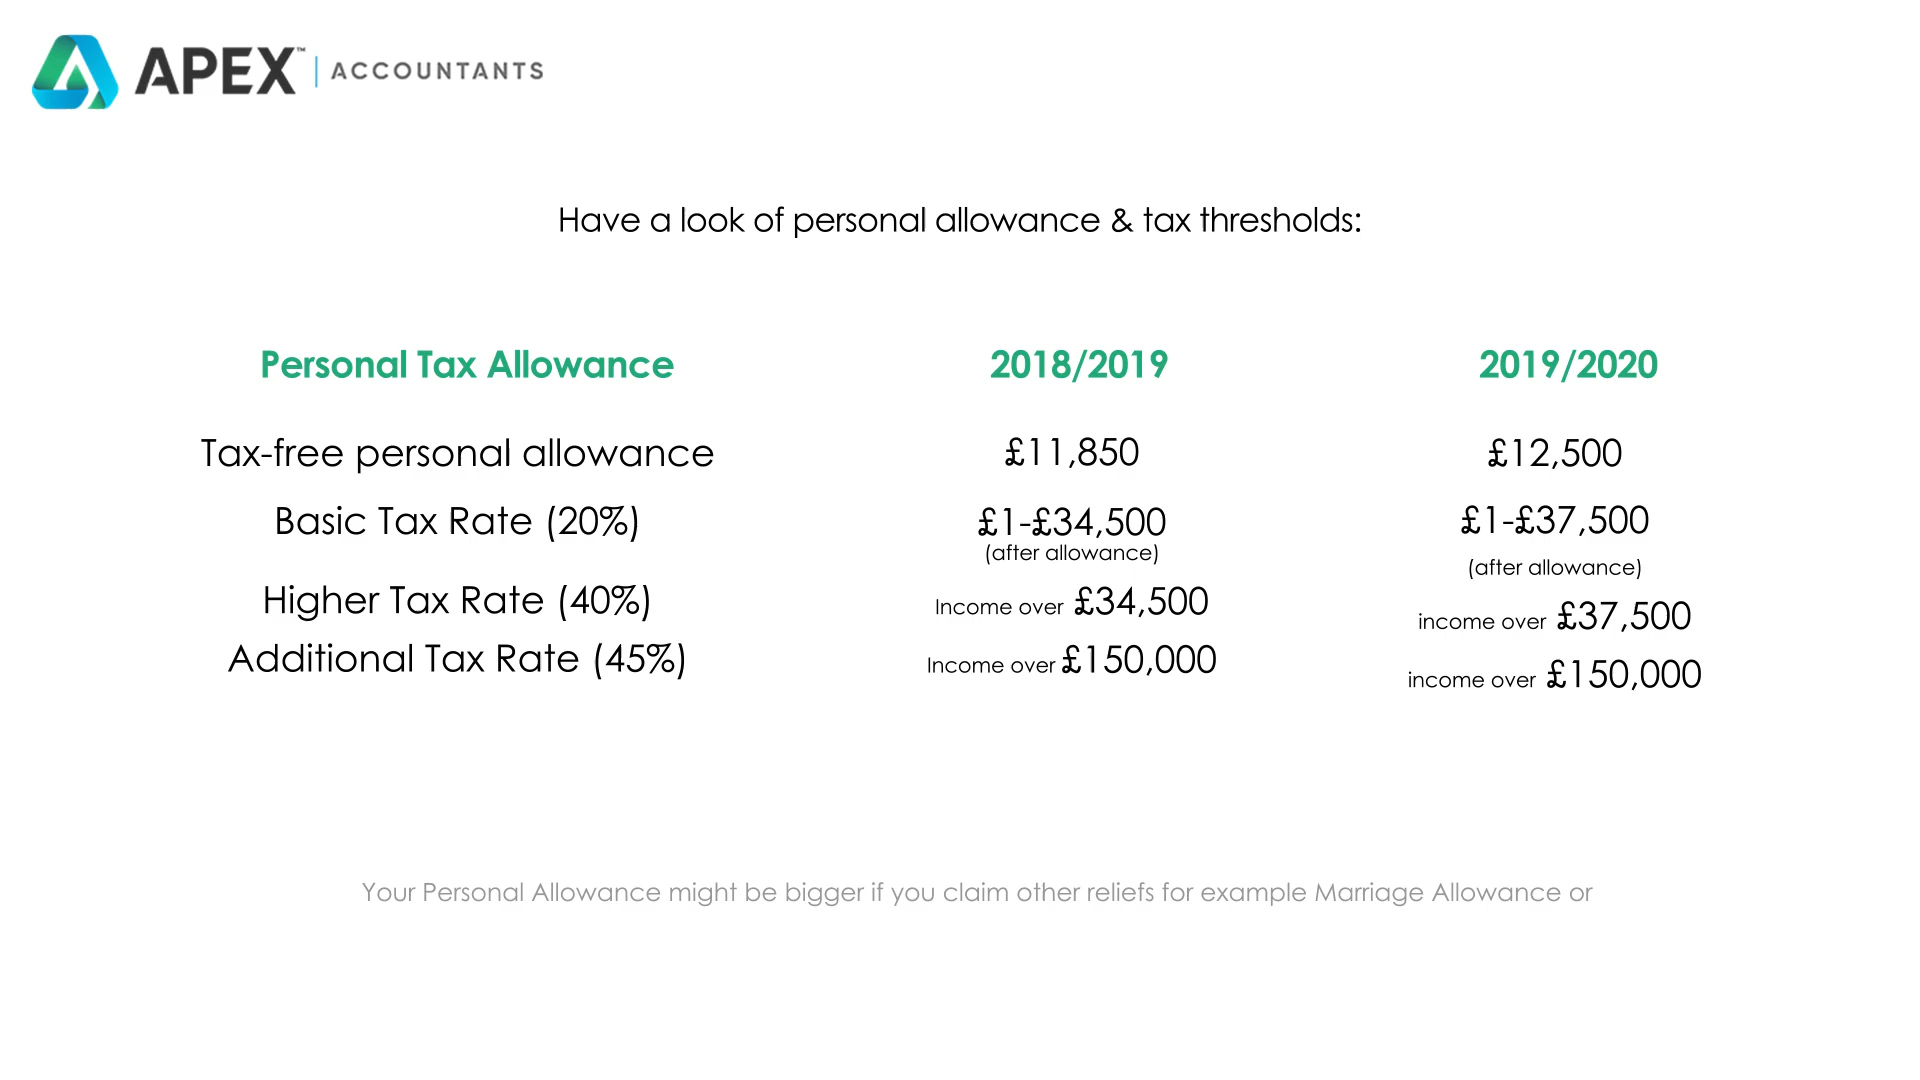 APEX™ | ACCOUNTANTS
Have a look of personal allowance & tax thresholds:
Personal Tax Allowance 2018/2019 2019/2020
Tax-free personal allowance £11,850 £12,500
Basic Tax Rate (20%) £1-£34,500 £1-£37,500
(after allowance) (after allowance)
Higher Tax Rate (40%) Income over £34,500 income over £37,500
Additional Tax Rate (45%) Income over £150,000 income over £150,000
Your Personal Allowance might be bigger if you claim other reliefs for example Marriage Allowance or